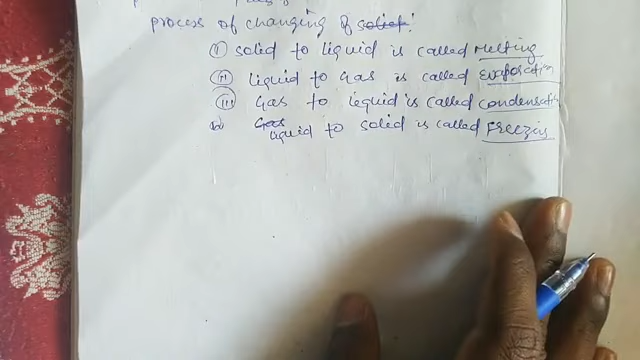 process of changing of solid!
(i) Solid to liquid is called Melting
(ii) liquid to Gas is called Evaporation
(iii) Gas to liquid is called condensation
Gas
liquid to solid is called Freezing